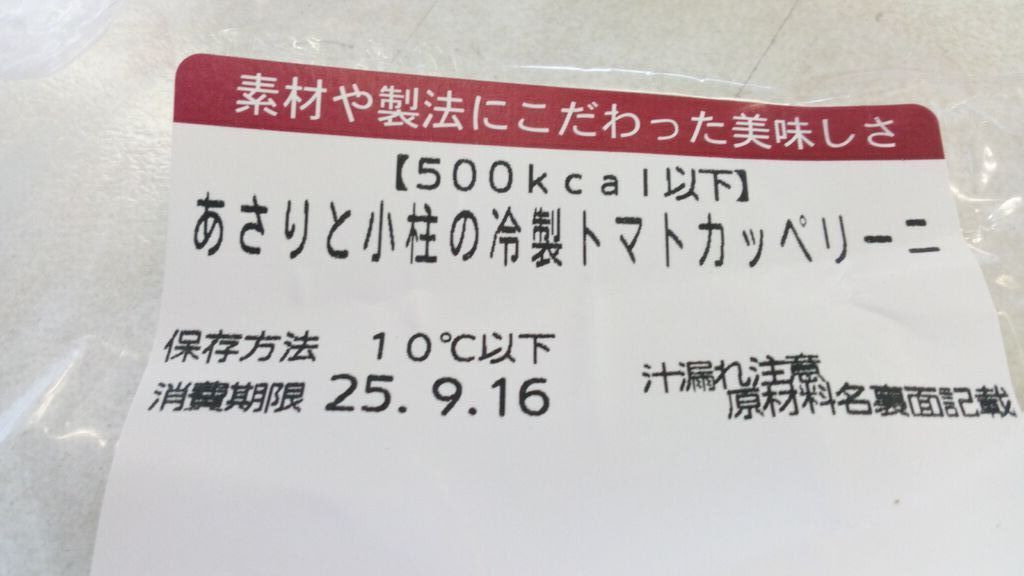 素材や製法にこだわった美味しさ
【500kcal以下】
あさりと小柱の冷製トマトカッペリーニ
保存方法 10℃以下
消費期限 25. 9.16
汁漏れ注意
原材料名裏面記載